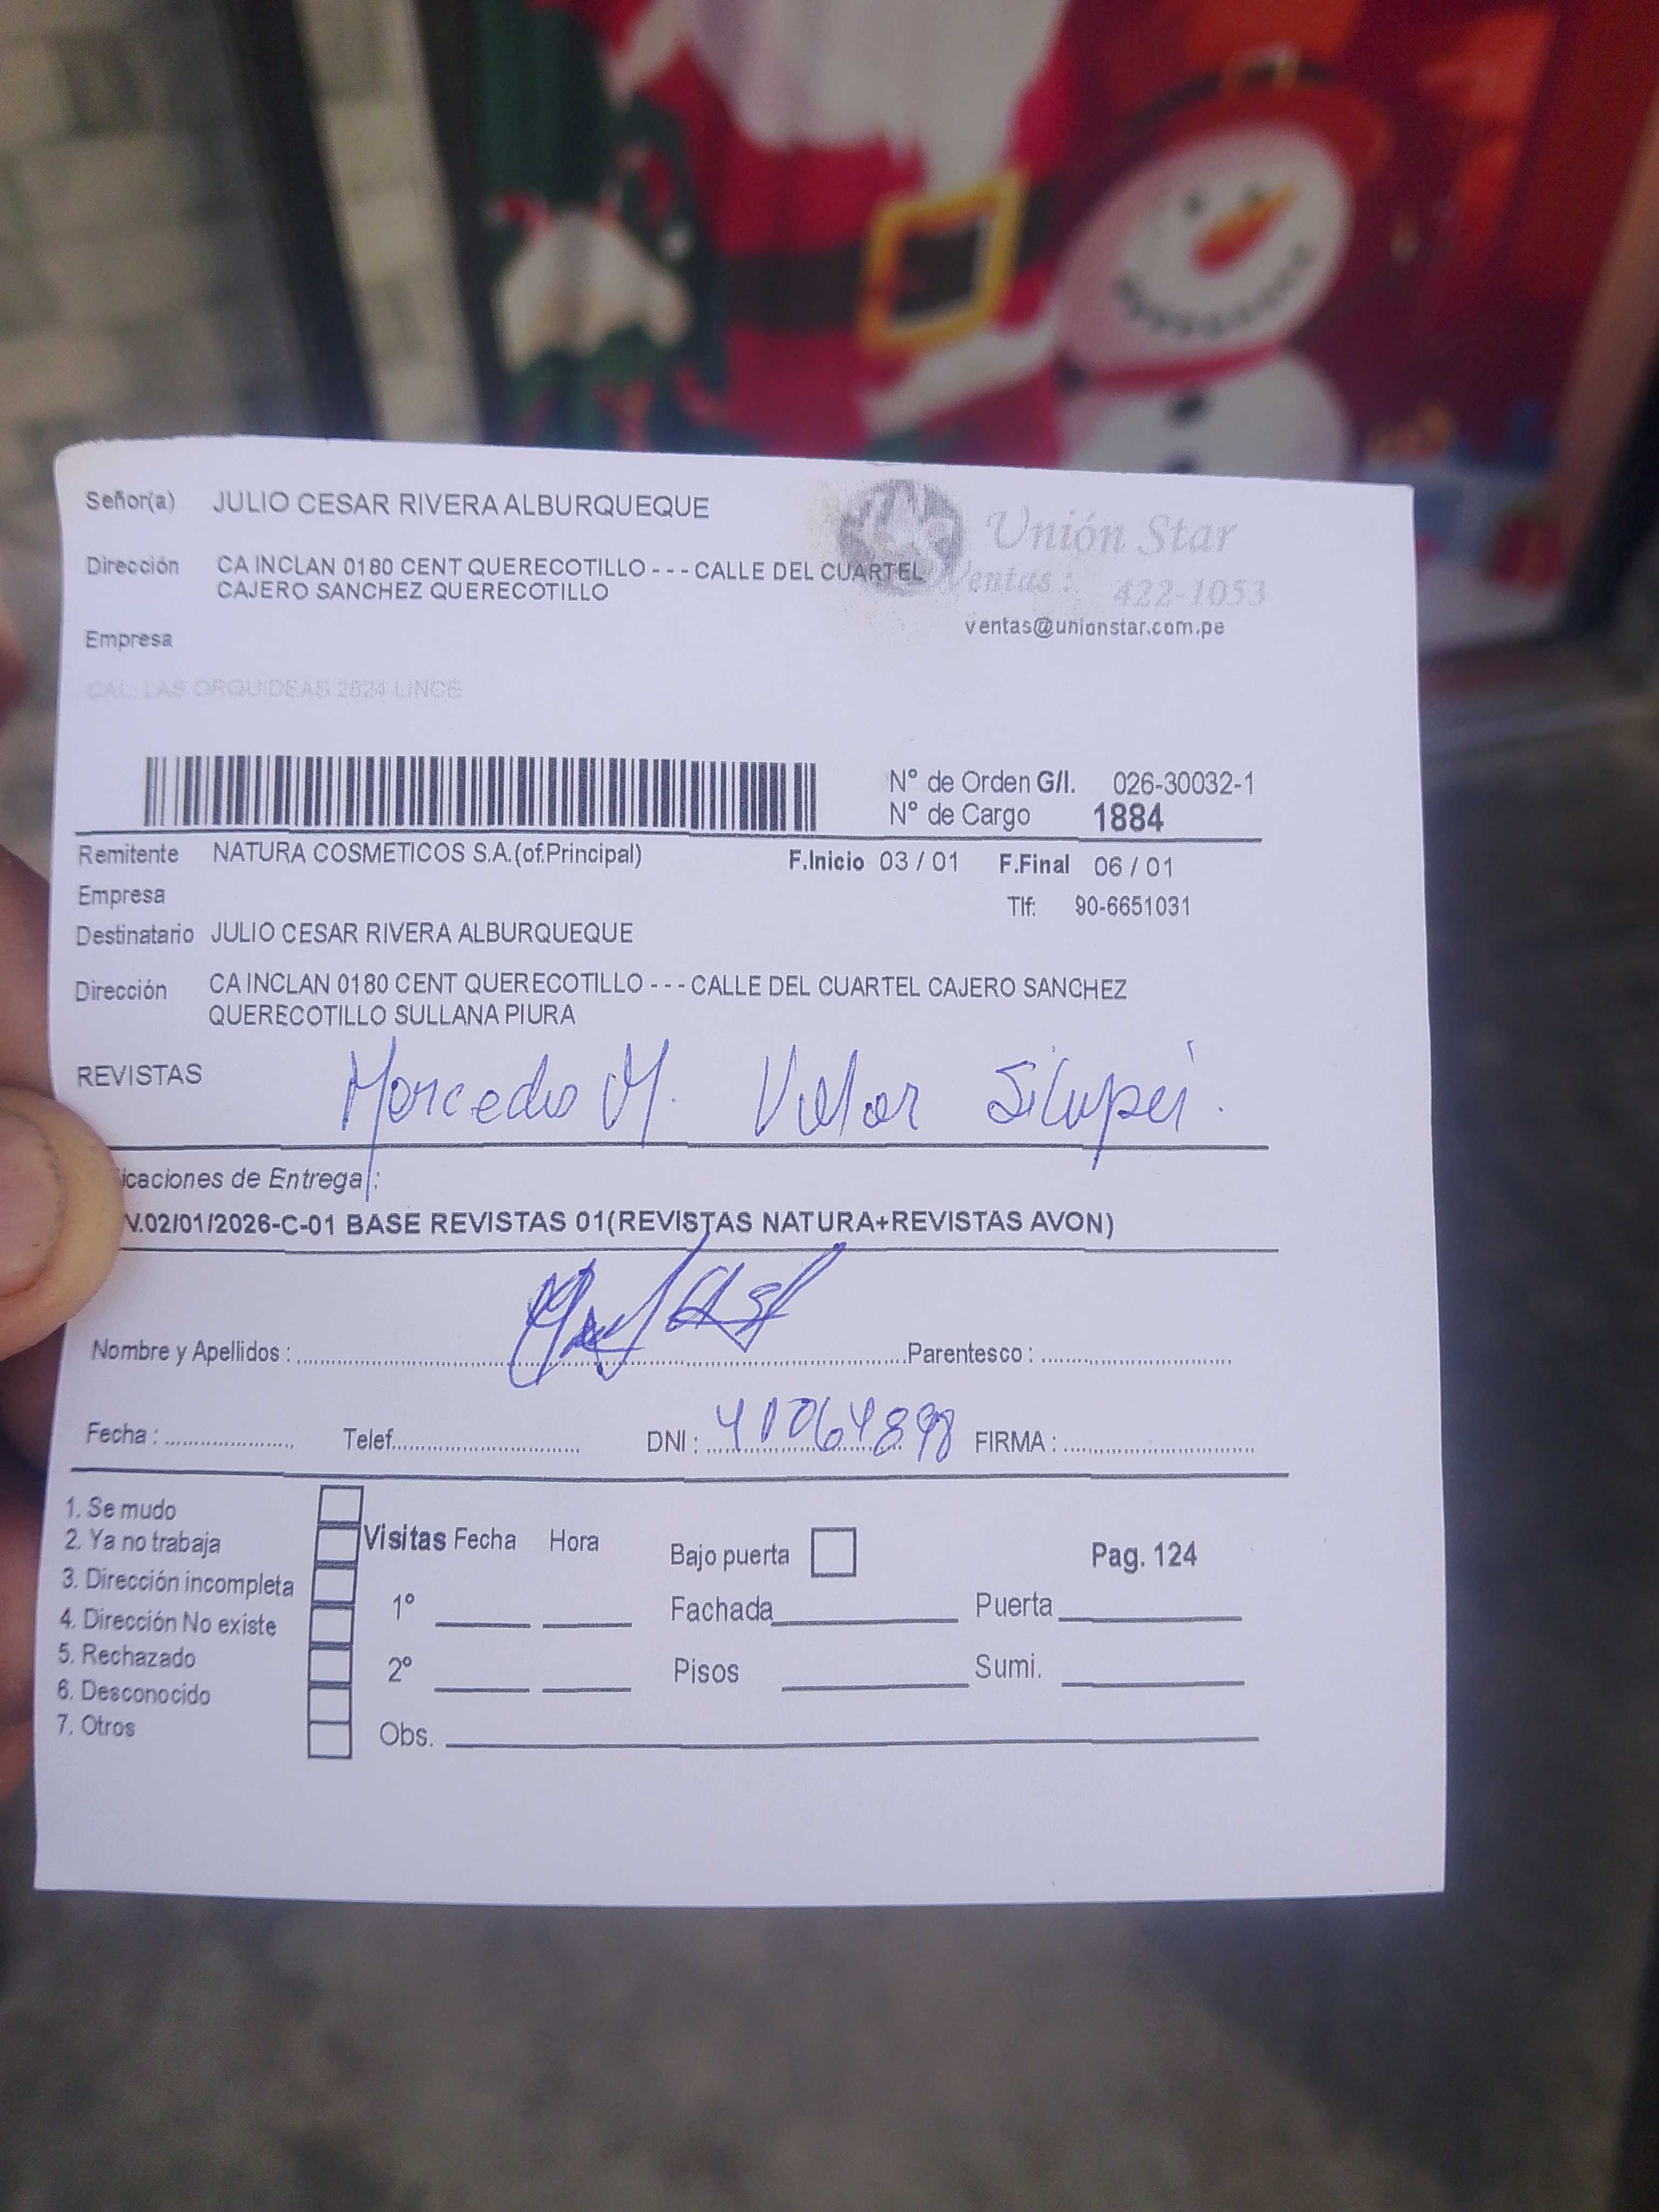 Señor(a) JULIO CESAR RIVERA ALBURQUEQUE
Unión Star
Dirección CA INCLAN 0180 CENT QUERECOTILLO - - - CALLE DEL CUARTEL
CAJERO SANCHEZ QUERECOTILLO
Ventas : 422-1053
ventas@unionstar.com.pe
Empresa
CAL. LAS ORQUIDEAS 2624 LINCE
Nº de Orden G/I. 026-30032-1
Nº de Cargo 1884
Remitente NATURA COSMETICOS S.A.(of.Principal) F.Inicio 03 / 01 F.Final 06 / 01
Empresa
Tlf: 90-6651031
Destinatario JULIO CESAR RIVERA ALBURQUEQUE
Dirección CA INCLAN 0180 CENT QUERECOTILLO - - - CALLE DEL CUARTEL CAJERO SANCHEZ
QUERECOTILLO SULLANA PIURA
REVISTAS M.
icaciones de Entrega :
V.02/01/2026-C-01 BASE REVISTAS 01(REVISTAS NATURA+REVISTAS AVON)
Nombre y Apellidos : Parentesco :
Fecha : Telef. DNI : 41064898 FIRMA :
1. Se mudo
2. Ya no trabaja
3. Dirección incompleta
4. Dirección No existe
5. Rechazado
6. Desconocido
7. Otros
Visitas Fecha Hora
1º
2º
Obs.
Bajo puerta
Pag. 124
Fachada Puerta
Pisos Sumi.